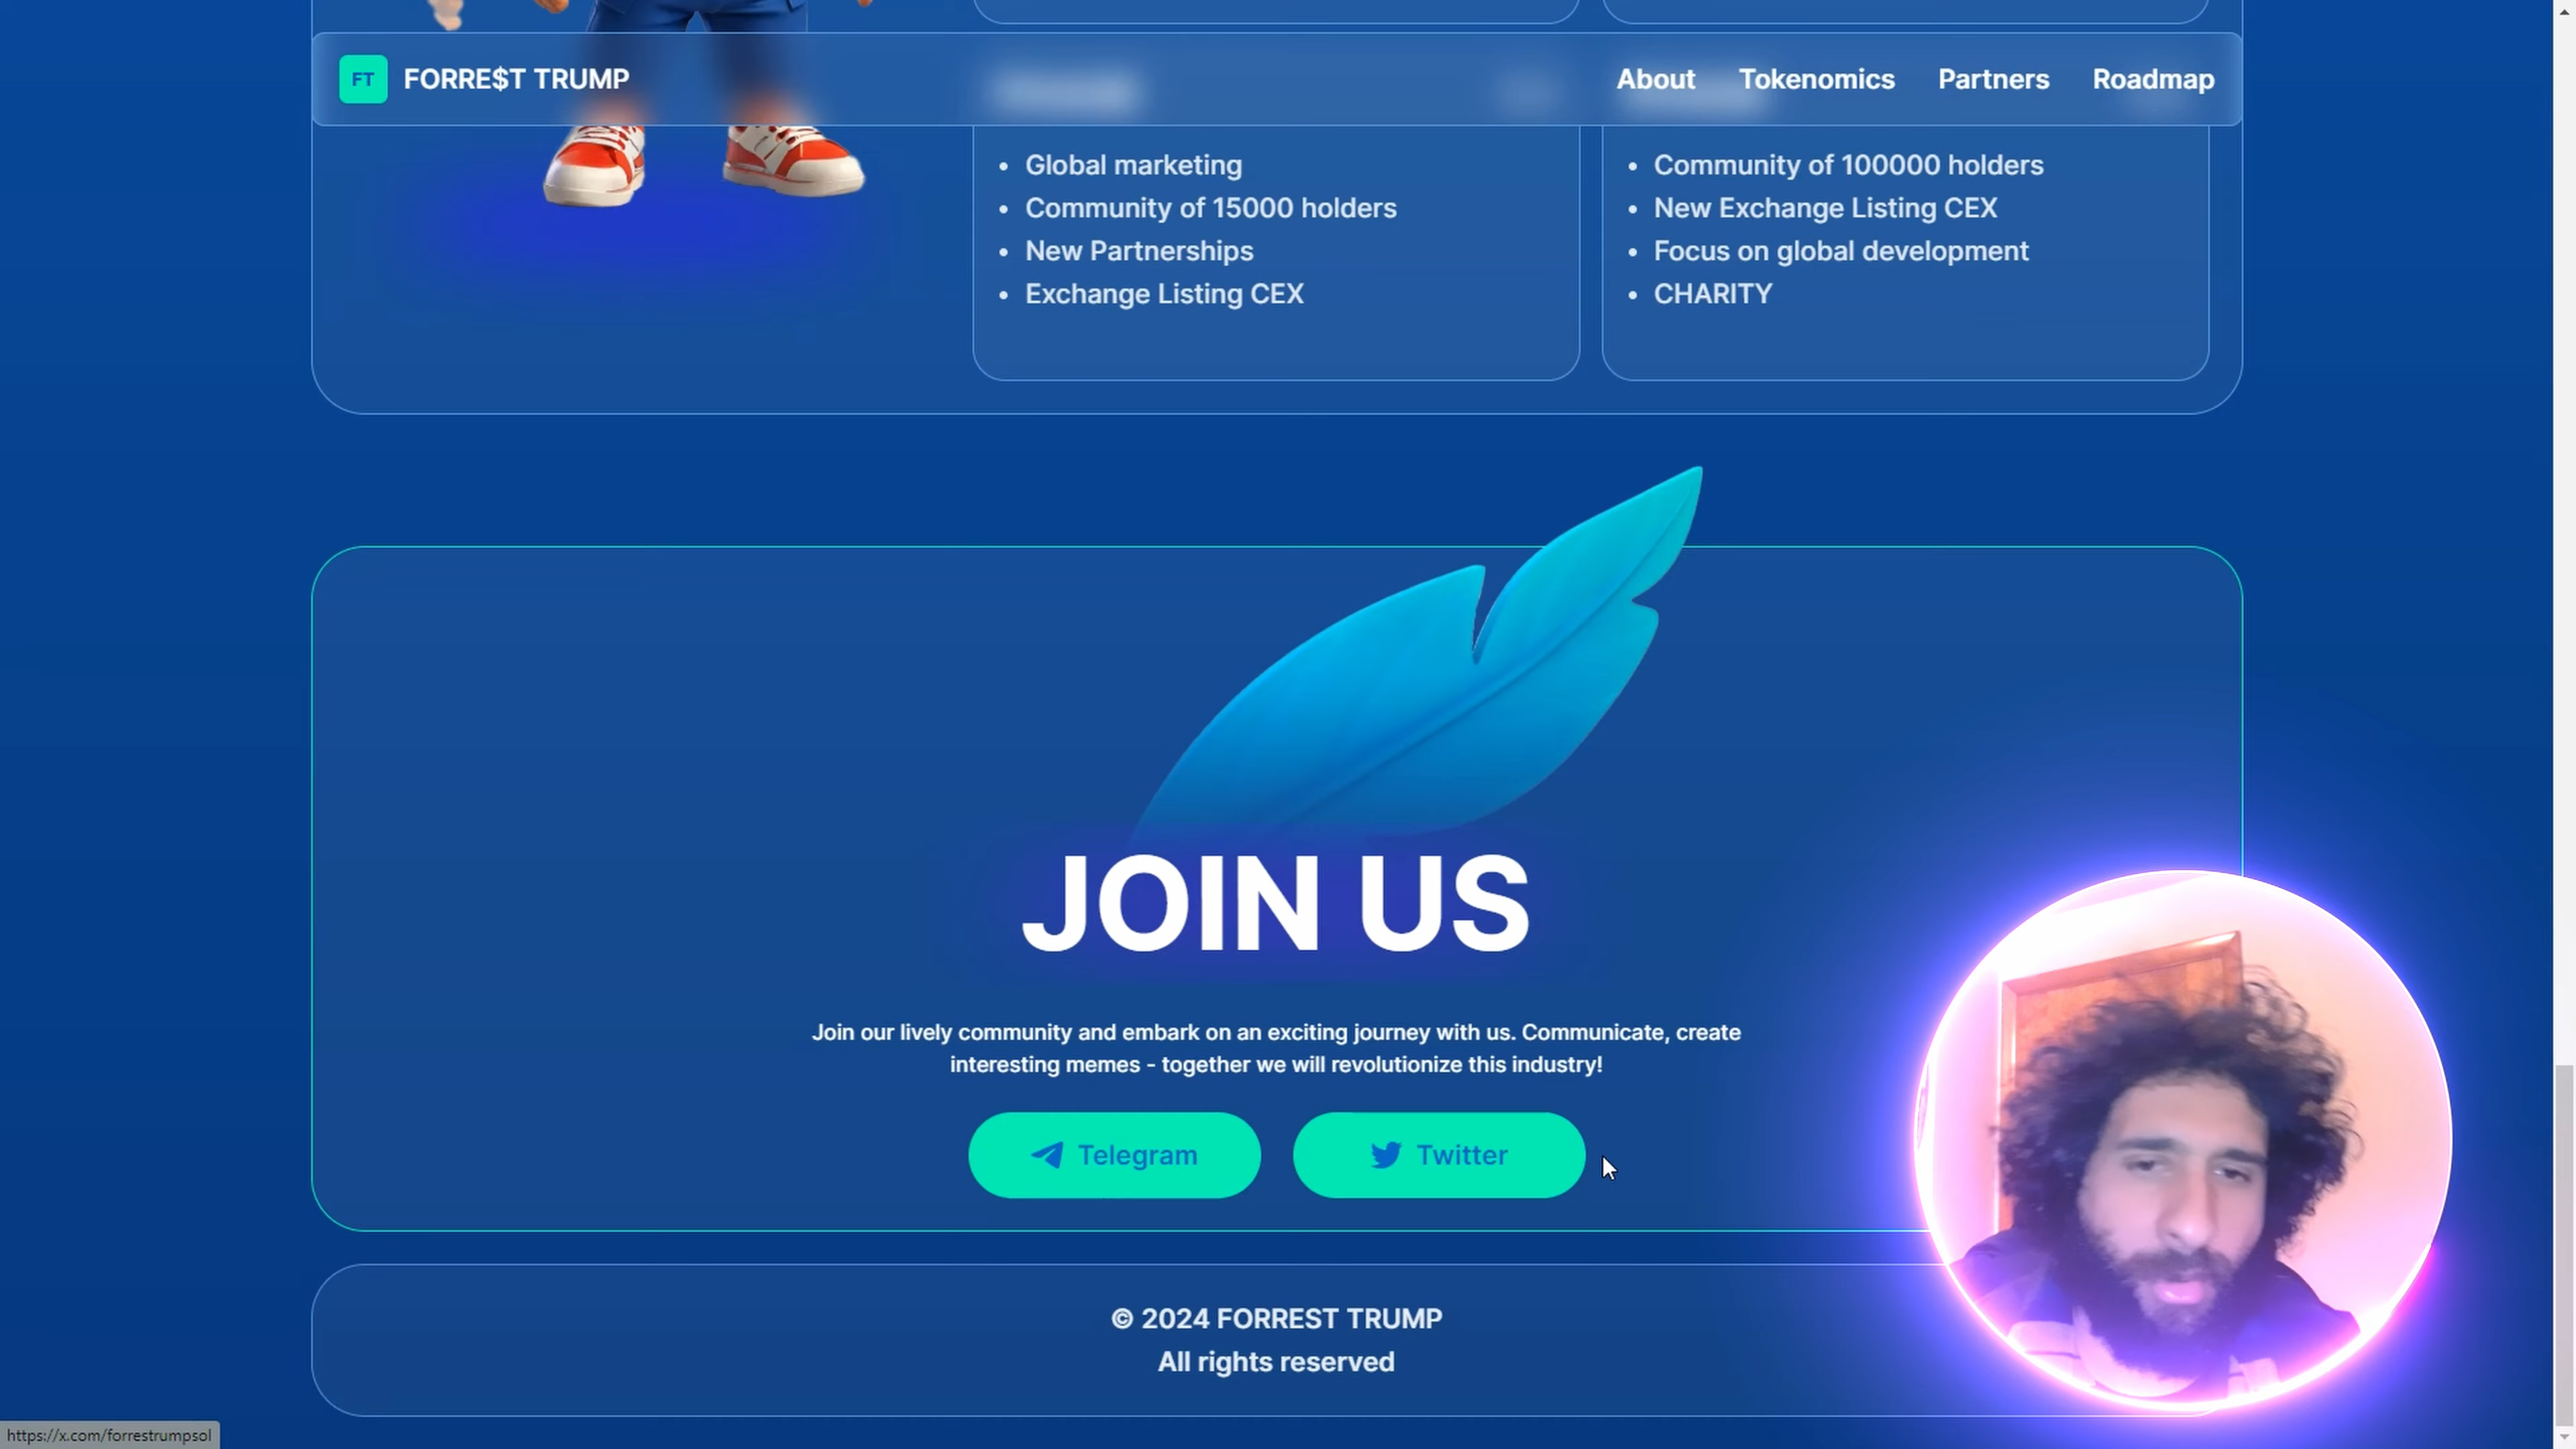 FT
FORRE$T TRUMP
About
Tokenomics
Partners
Roadmap
Global marketing
Community of 15000 holders
New Partnerships
Exchange Listing CEX
Community of 100000 holders
New Exchange Listing CEX
Focus on global development
CHARITY
JOIN US
Join our lively community and embark on an exciting journey with us. Communicate, create
interesting memes - together we will revolutionize this industry!
Telegram
Twitter
© 2024 FORREST TRUMP
All rights reserved
https://x.com/forrestrumpsol